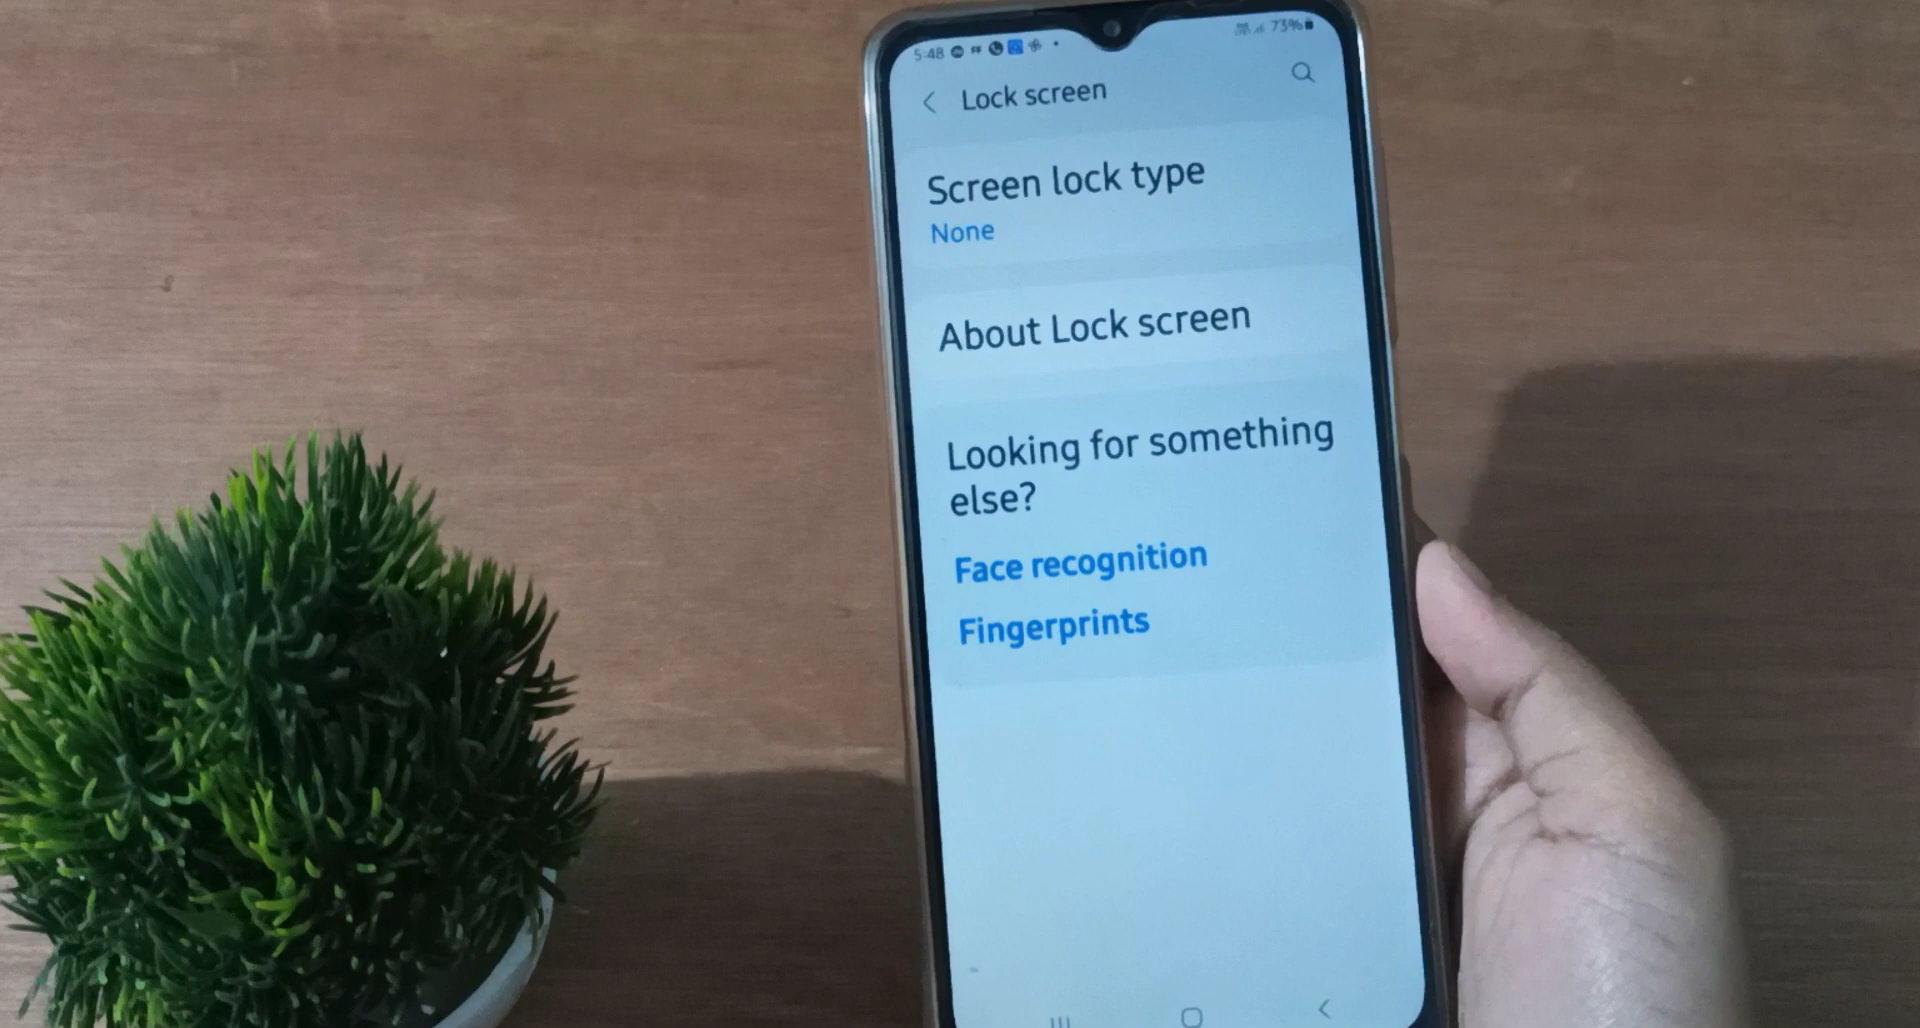 5:48
73%
Lock screen
Screen lock type
None
About Lock screen
Looking for something
else?
Face recognition
Fingerprints